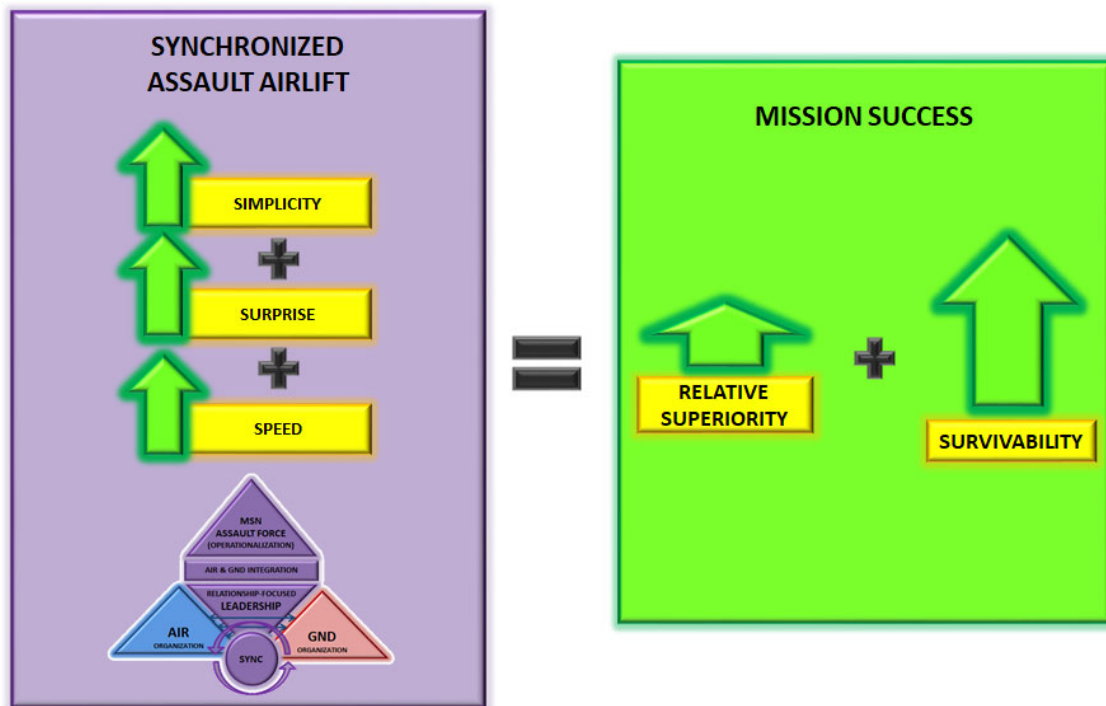 SYNCHRONIZED
ASSAULT AIRLIFT
SIMPLICITY
SURPRISE
SPEED
MSN
ASSAULT FORCE
(OPERATIONALIZATION)
AIR & GND INTEGRATION
RELATIONSHIP-FOCUSED
LEADERSHIP
AIR
ORGANIZATION
GND
ORGANIZATION
SYNC
MISSION SUCCESS
RELATIVE
SUPERIORITY
SURVIVABILITY